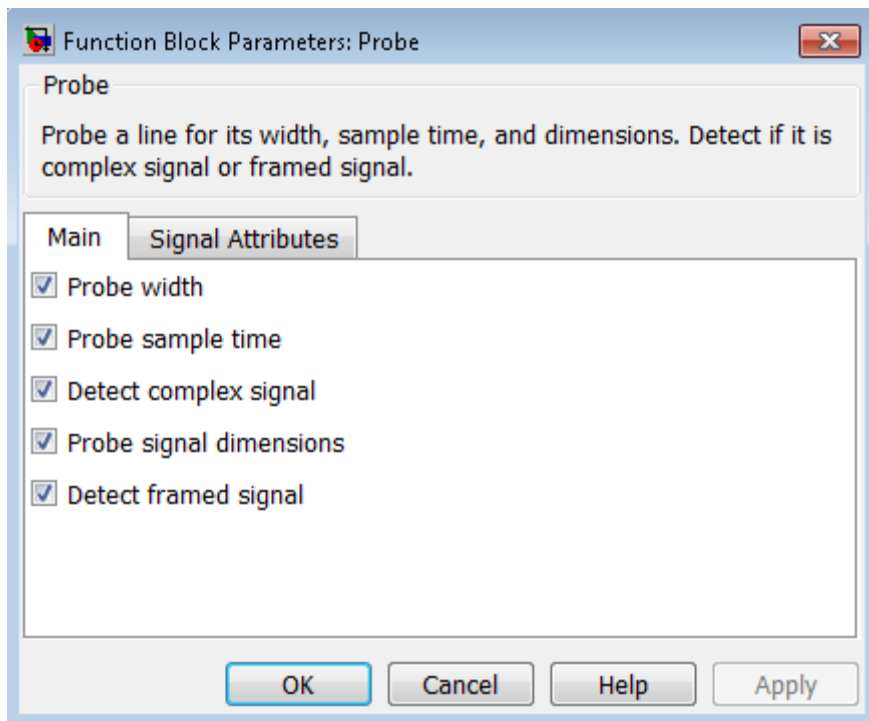 Function Block Parameters: Probe
Probe
Probe a line for its width, sample time, and dimensions. Detect if it is
complex signal or framed signal.
Main
Signal Attributes
Probe width
Probe sample time
Detect complex signal
Probe signal dimensions
Detect framed signal
OK
Cancel
Help
Apply